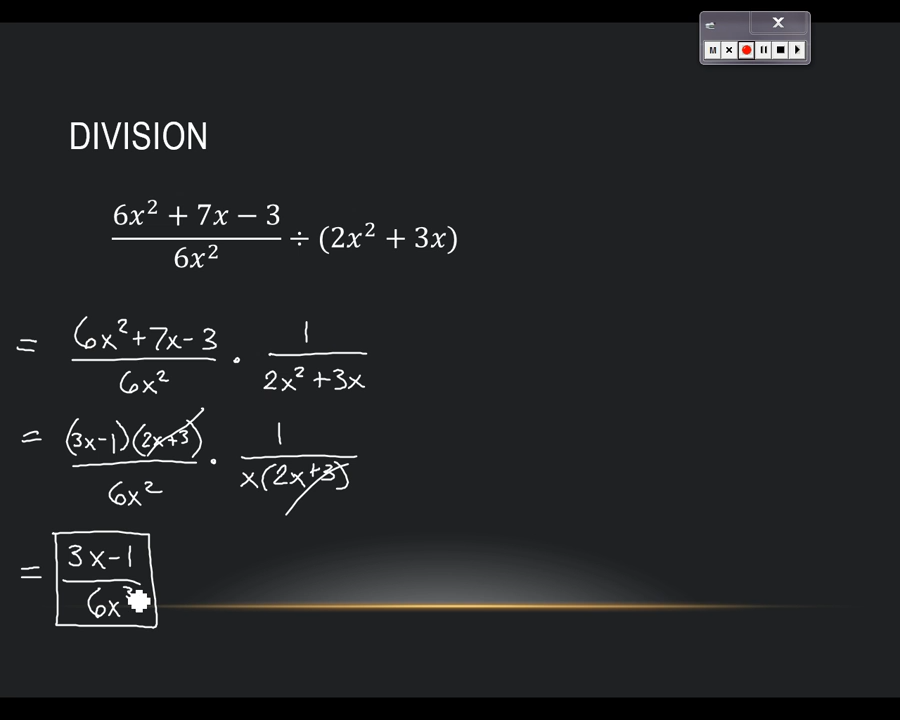 M
DIVISION
(6x² + 7x − 3)/(6x²) ÷ (2x² + 3x)
= (6x² + 7x − 3)/(6x²) · 1/(2x² + 3x)
= ((3x − 1)(2x + 3))/(6x²) · 1/(x(2x + 3))
= (3x − 1)/(6x³)